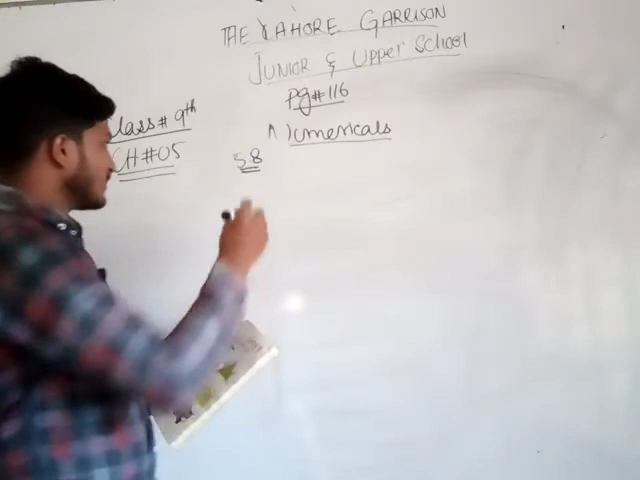 THE LAHORE GARRISON
JUNIOR & Upper School
Pg#116
Class# 9th
Numericals
CH#05
5.8